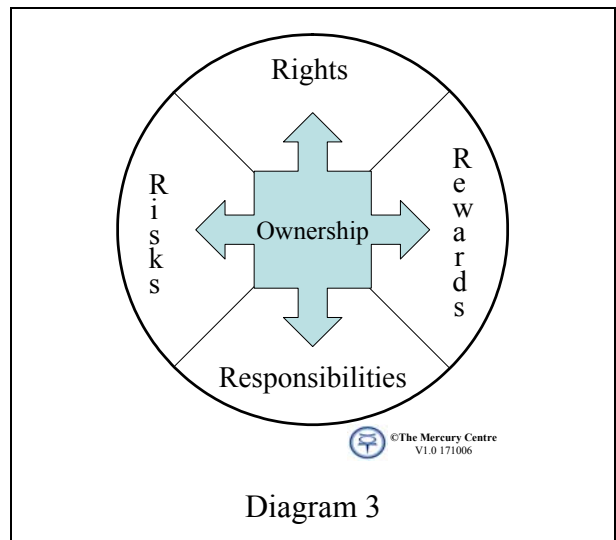 Rights
Risks
Rewards
Ownership
Responsibilities
©The Mercury Centre
V1.0 171006
Diagram 3